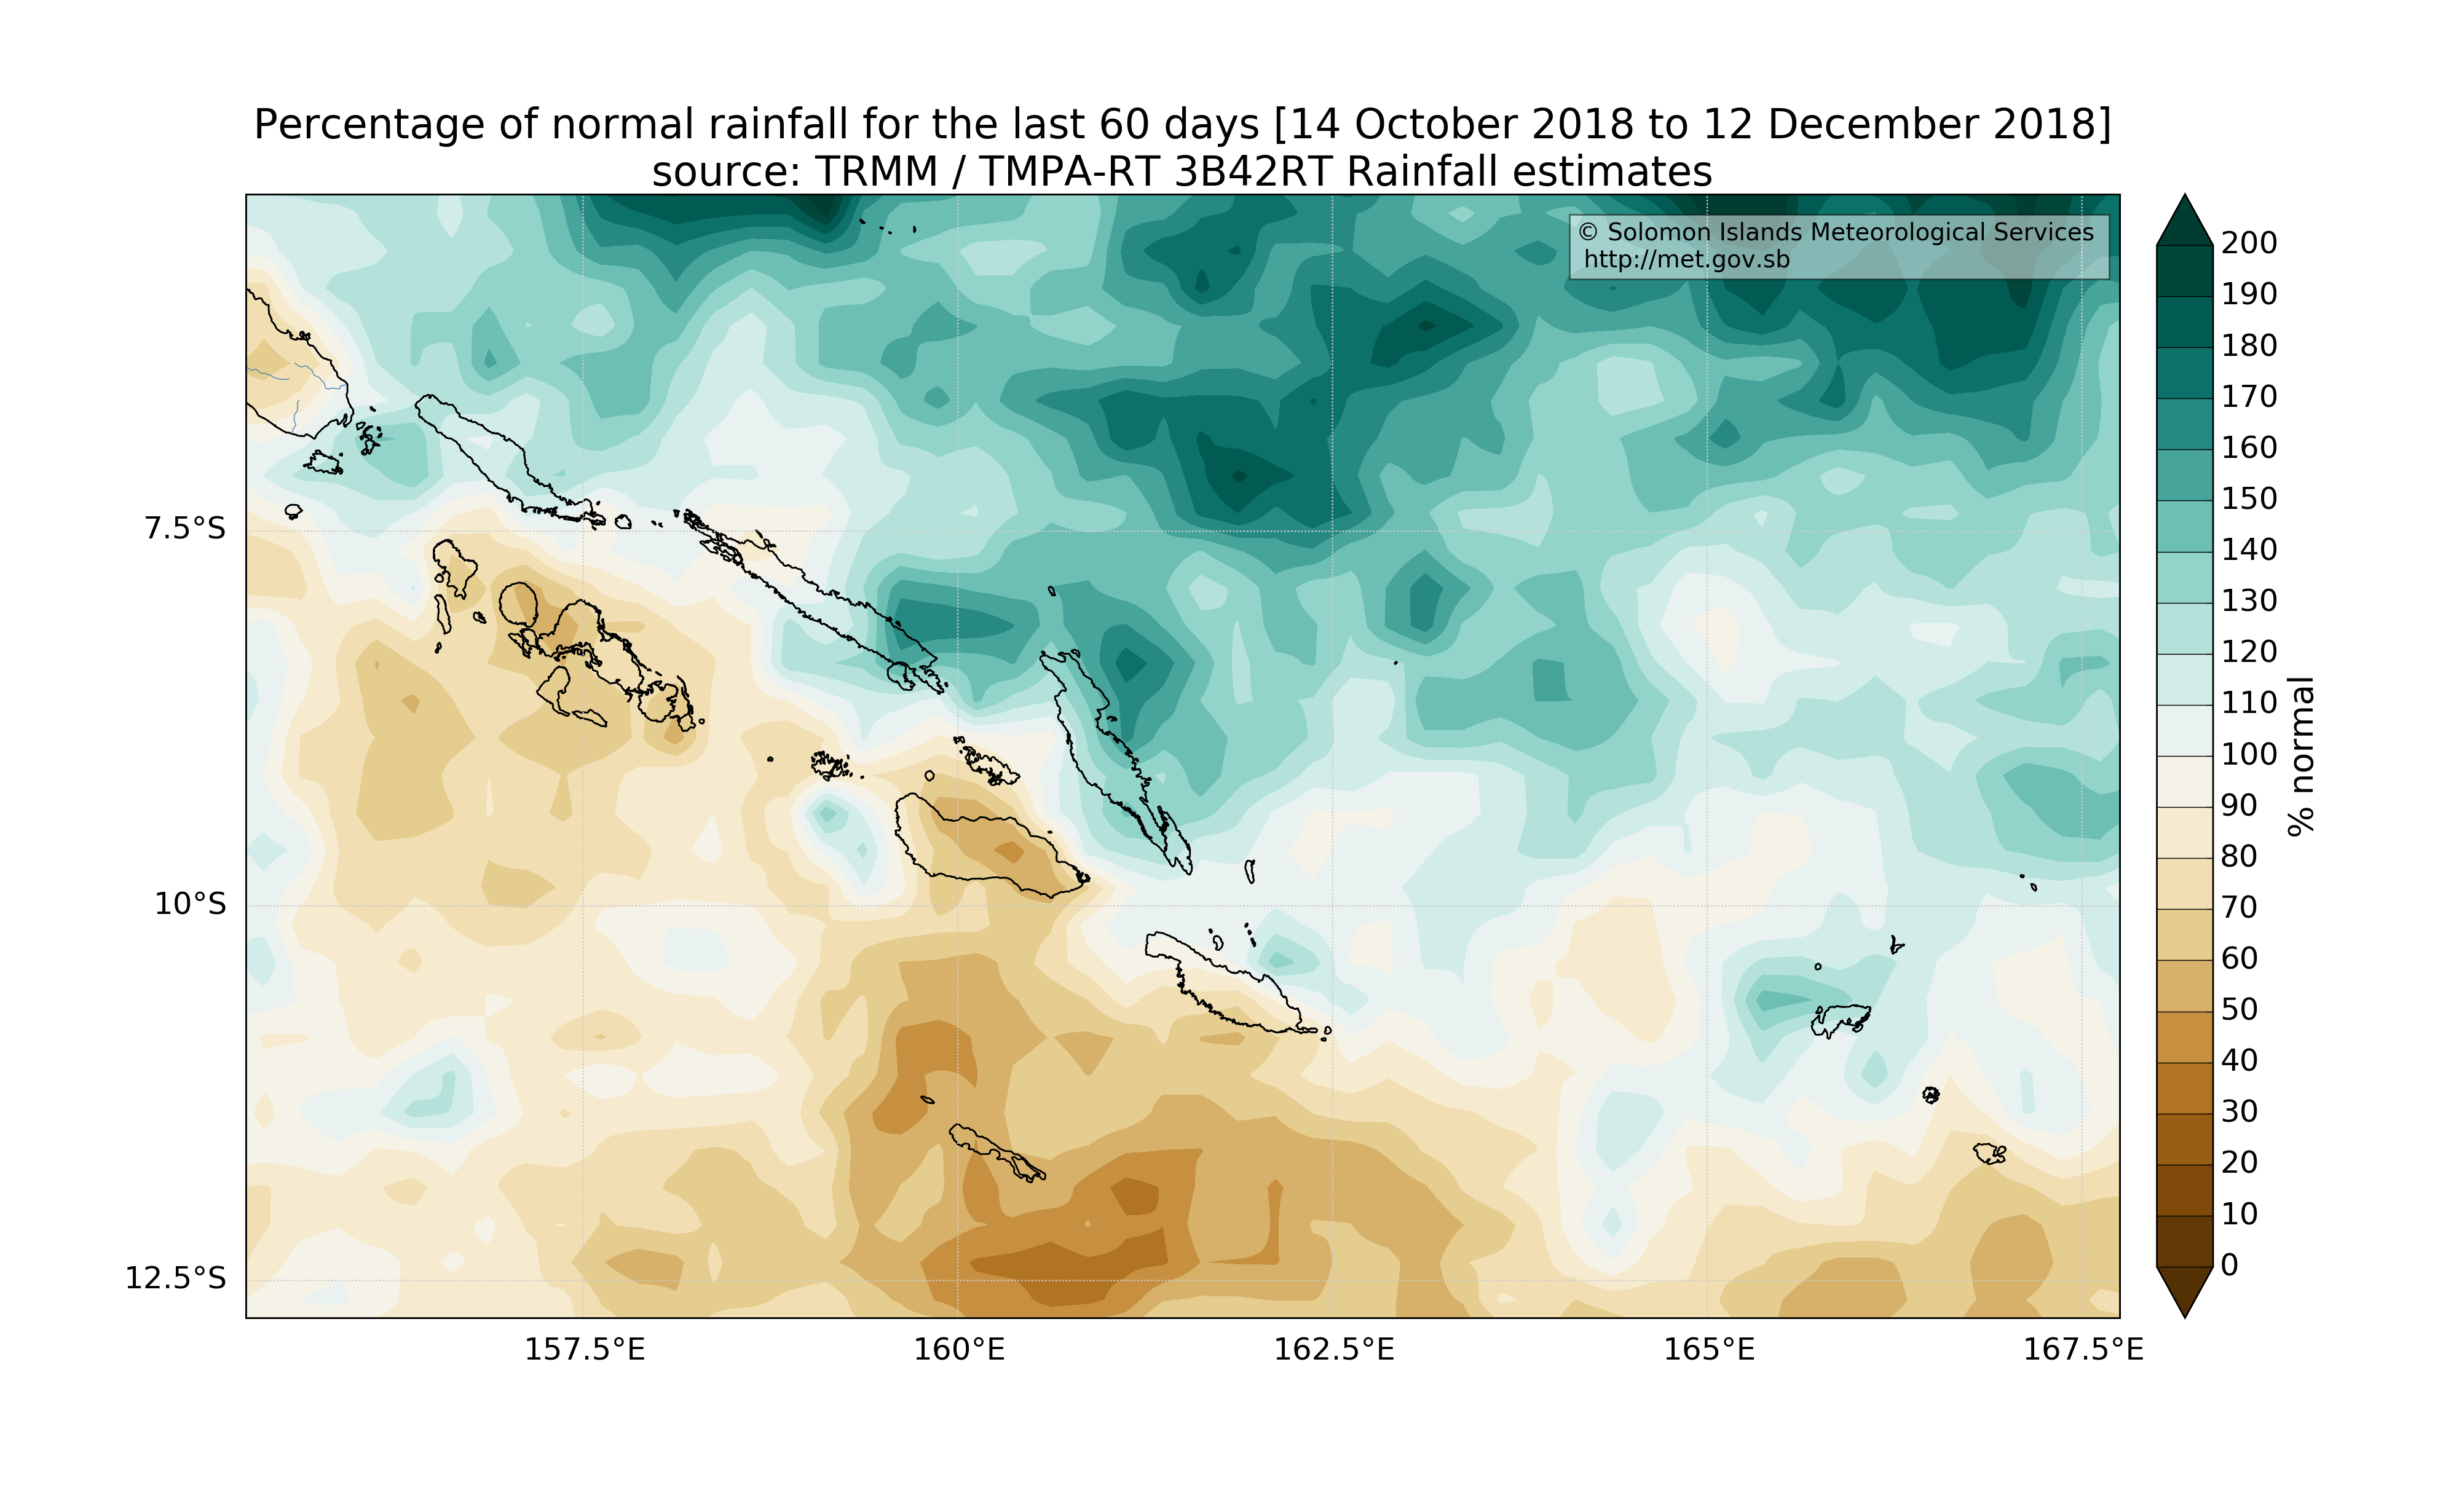 Percentage of normal rainfall for the last 60 days [14 October 2018 to 12 December 2018]
source: TRMM / TMPA-RT 3B42RT Rainfall estimates
© Solomon Islands Meteorological Services
http://met.gov.sb
7.5°S
10°S
12.5°S
157.5°E
160°E
162.5°E
165°E
167.5°E
200
190
180
170
160
150
140
130
120
110
100
90
80
70
60
50
40
30
20
10
0
% normal